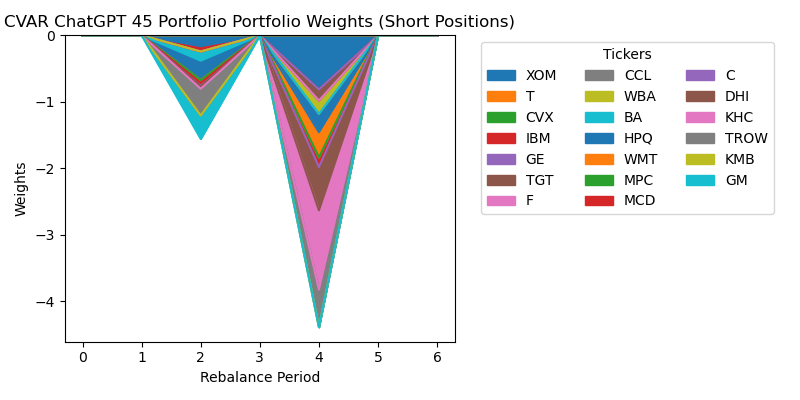 CVAR ChatGPT 45 Portfolio Portfolio Weights (Short Positions)
0
−1
−2
−3
−4
Weights
0 1 2 3 4 5 6
Rebalance Period
Tickers
XOM CCL C
T WBA DHI
CVX BA KHC
IBM HPQ TROW
GE WMT KMB
TGT MPC GM
F MCD